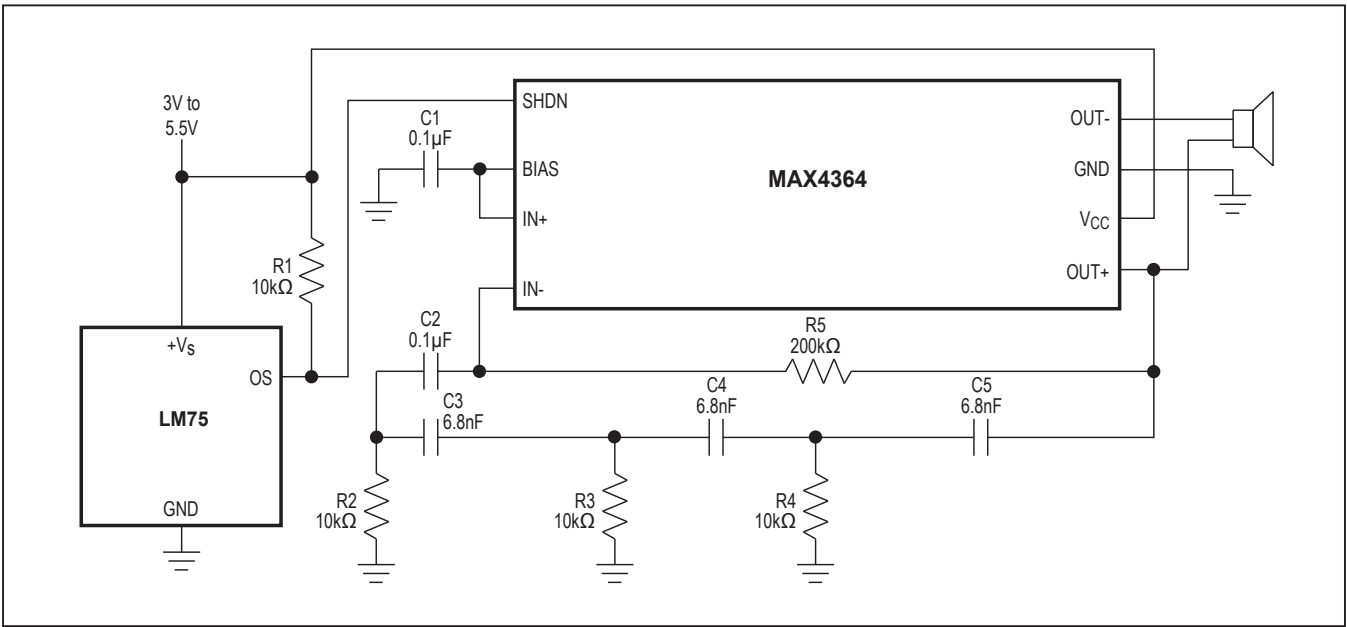 3V to
5.5V
R1
10kΩ
+VS
OS
LM75
GND
C1
0.1µF
SHDN
BIAS
IN+
IN-
MAX4364
OUT-
GND
VCC
OUT+
C2
0.1µF
R5
200kΩ
C3
6.8nF
C4
6.8nF
C5
6.8nF
R2
10kΩ
R3
10kΩ
R4
10kΩ